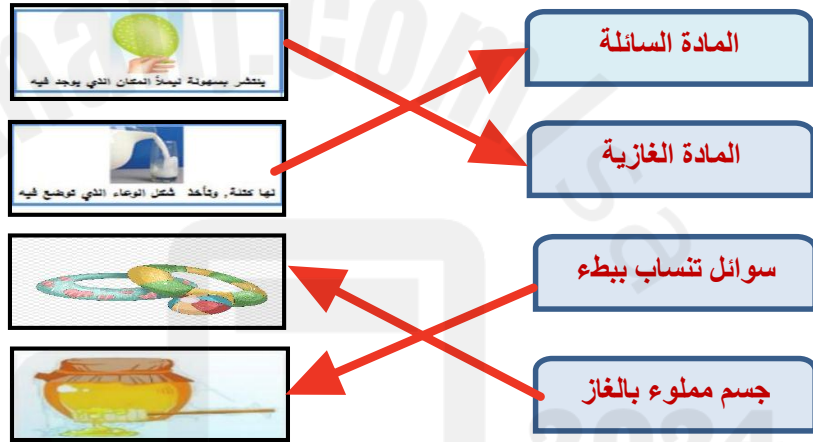 المادة السائلة
ينتشر بسهولة ليملأ المكان الذي يوجد فيه
المادة الغازية
لها كتلة, وتأخذ شكل الوعاء الذي توضع فيه
سوائل تنساب ببطء
جسم مملوء بالغاز